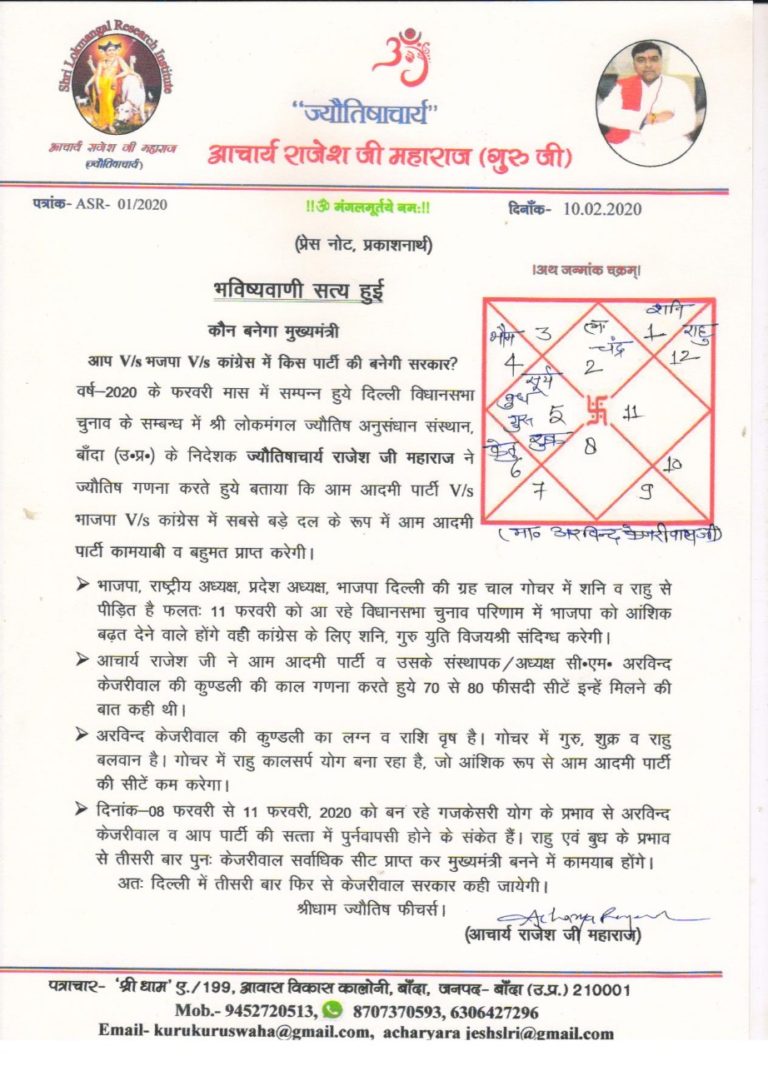 Shri Lokmangal Research Institute
आचार्य राजेश जी महाराज
(ज्यौतिषाचार्य)
ॐ
“ज्यौतिषाचार्य”
आचार्य राजेश जी महाराज (गुरु जी)
पत्रांक- ASR- 01/2020
!!ॐ मंगलमूर्तये नमः!!
दिनाँक- 10.02.2020
(प्रेस नोट, प्रकाशनार्थ)
।अथ जन्मांक चक्रम्।
भविष्यवाणी सत्य हुई
कौन बनेगा मुख्यमंत्री
आप V/s भजपा V/s कांग्रेस में किस पार्टी की बनेगी सरकार?
वर्ष–2020 के फरवरी मास में सम्पन्न हुये दिल्ली विधानसभा
चुनाव के सम्बन्ध में श्री लोकमंगल ज्यौतिष अनुसंधान संस्थान,
बाँदा (उ॰प्र॰) के निदेशक ज्यौतिषाचार्य राजेश जी महाराज ने
ज्यौतिष गणना करते हुये बताया कि आम आदमी पार्टी V/s
भाजपा V/s कांग्रेस में सबसे बड़े दल के रूप में आम आदमी
पार्टी कामयाबी व बहुमत प्राप्त करेगी।
शनि
भौम 3 लग्न 1 राहु
चंद्र
4 2 12
सूर्य
बुध
गुरु 5 11
केतु शुक्र 8
6 10
7 9
(मा० अरविन्द केजरीवाल जी)
➢ भाजपा, राष्ट्रीय अध्यक्ष, प्रदेश अध्यक्ष, भाजपा दिल्ली की ग्रह चाल गोचर में शनि व राहु से
पीड़ित है फलतः 11 फरवरी को आ रहे विधानसभा चुनाव परिणाम में भाजपा को आंशिक
बढ़त देने वाले होंगे वही कांग्रेस के लिए शनि, गुरु युति विजयश्री संदिग्ध करेगी।
➢ आचार्य राजेश जी ने आम आदमी पार्टी व उसके संस्थापक/अध्यक्ष सी॰एम॰ अरविन्द
केजरीवाल की कुण्डली की काल गणना करते हुये 70 से 80 फीसदी सीटें इन्हें मिलने की
बात कही थी।
➢ अरविन्द केजरीवाल की कुण्डली का लग्न व राशि वृष है। गोचर में गुरु, शुक्र व राहु
बलवान है। गोचर में राहु कालसर्प योग बना रहा है, जो आंशिक रूप से आम आदमी पार्टी
की सीटें कम करेगा।
➢ दिनांक–08 फरवरी से 11 फरवरी, 2020 को बन रहे गजकेसरी योग के प्रभाव से अरविन्द
केजरीवाल व आप पार्टी की सत्ता में पुर्नवापसी होने के संकेत हैं। राहु एवं बुध के प्रभाव
से तीसरी बार पुनः केजरीवाल सर्वाधिक सीट प्राप्त कर मुख्यमंत्री बनने में कामयाब होंगे।
अतः दिल्ली में तीसरी बार फिर से केजरीवाल सरकार कही जायेगी।
श्रीधाम ज्यौतिष फीचर्स।
(आचार्य राजेश जी महाराज)
पत्राचार- ‘श्री धाम’ ए./199, आवास विकास कालोनी, बाँदा, जनपद- बाँदा (उ.प्र.) 210001
Mob.- 9452720513, 8707370593, 6306427296
Email- kurukuruswaha@gmail.com, acharyara jeshslri@gmail.com